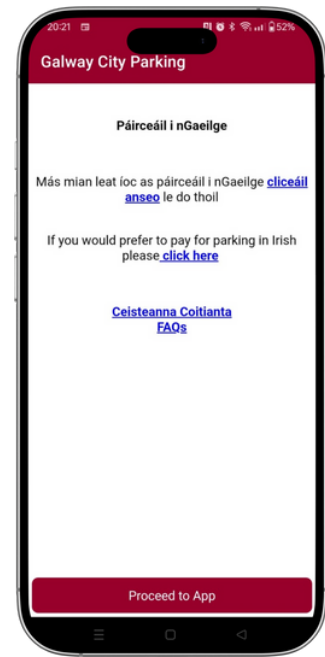 20:21 52%
Galway City Parking
Páirceáil i nGaeilge
Más mian leat íoc as páirceáil i nGaeilge cliceáil
anseo le do thoil
If you would prefer to pay for parking in Irish
please click here
Ceisteanna Coitianta
FAQs
Proceed to App